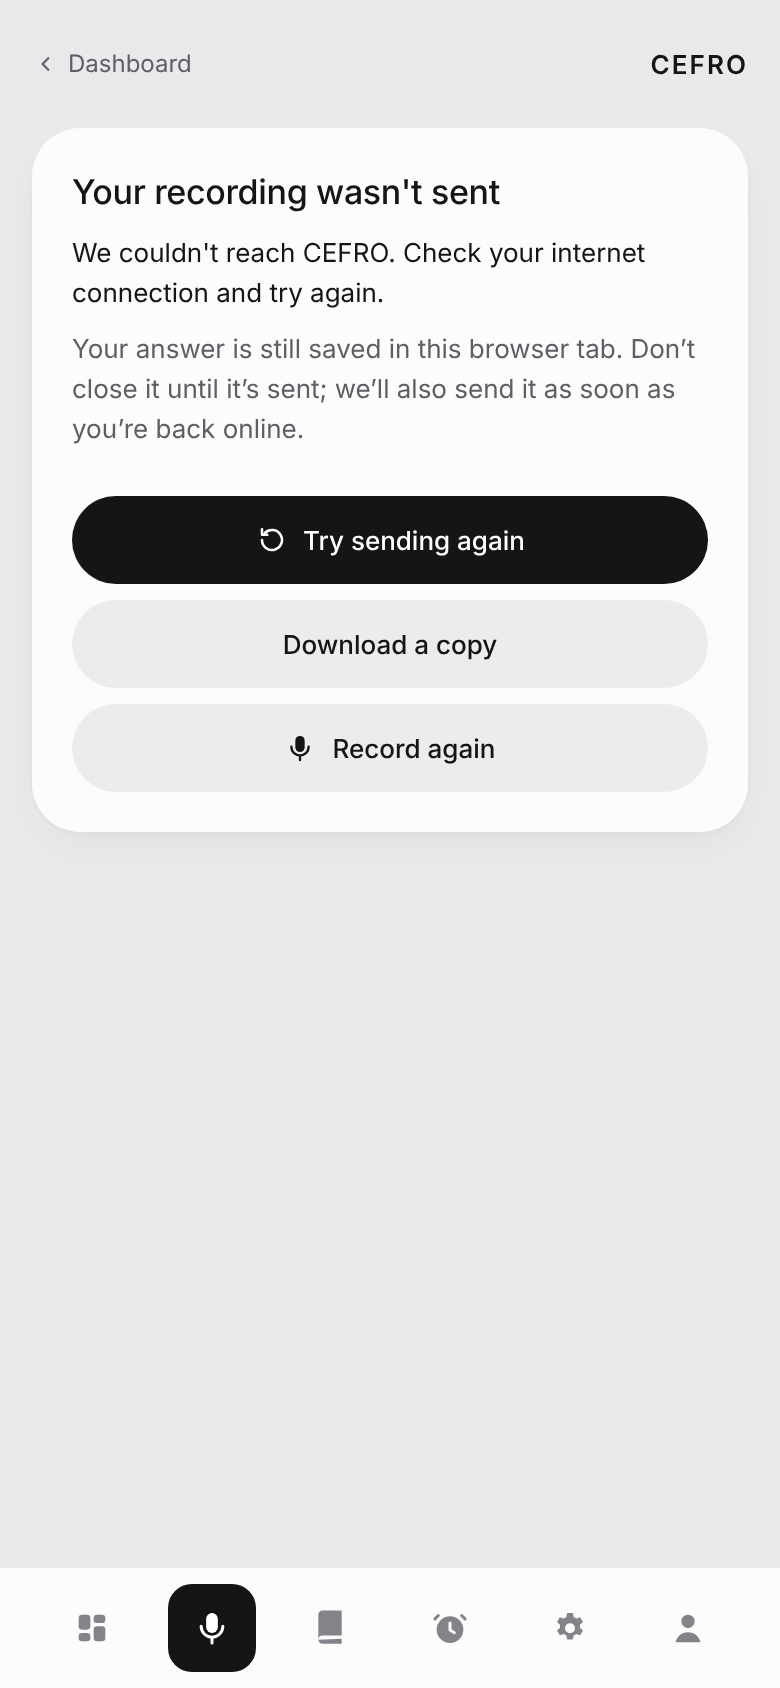 Dashboard
CEFRO
Your recording wasn't sent
We couldn't reach CEFRO. Check your internet
connection and try again.
Your answer is still saved in this browser tab. Don’t
close it until it’s sent; we’ll also send it as soon as
you’re back online.
Try sending again
Download a copy
Record again